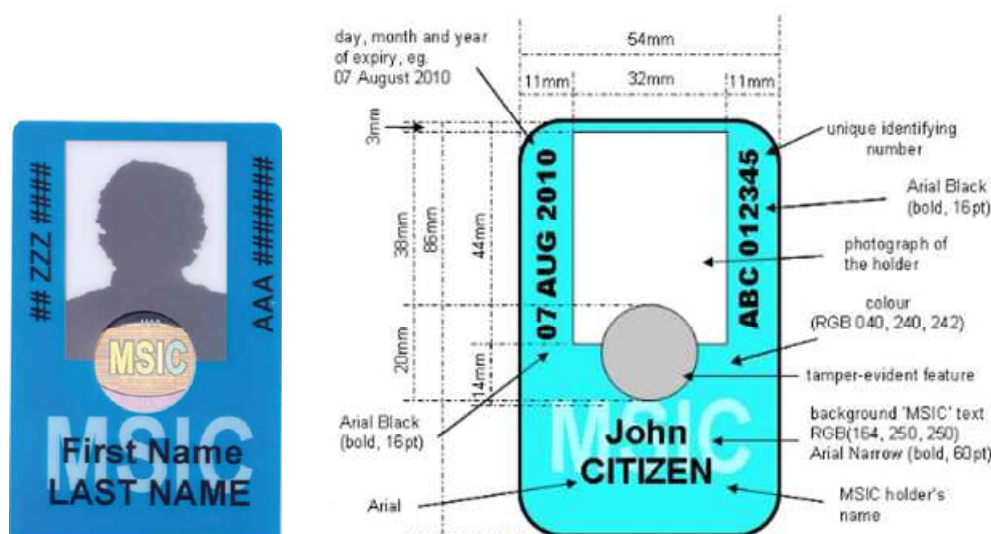 ## ZZZ ####
AAA ######
MSIC
MSIC
First Name
LAST NAME
day, month and year
of expiry, eg.
07 August 2010
54mm
11mm
32mm
11mm
3mm
38mm
86mm
44mm
20mm
14mm
07 AUG 2010
ABC 012345
unique identifying
number
Arial Black
(bold, 16pt)
photograph of
the holder
colour
(RGB 040, 240, 242)
tamper-evident feature
Arial Black
(bold, 16pt)
background 'MSIC' text
RGB(164, 250, 250)
Arial Narrow (bold, 60pt)
MSIC
John
CITIZEN
Arial
MSIC holder's
name